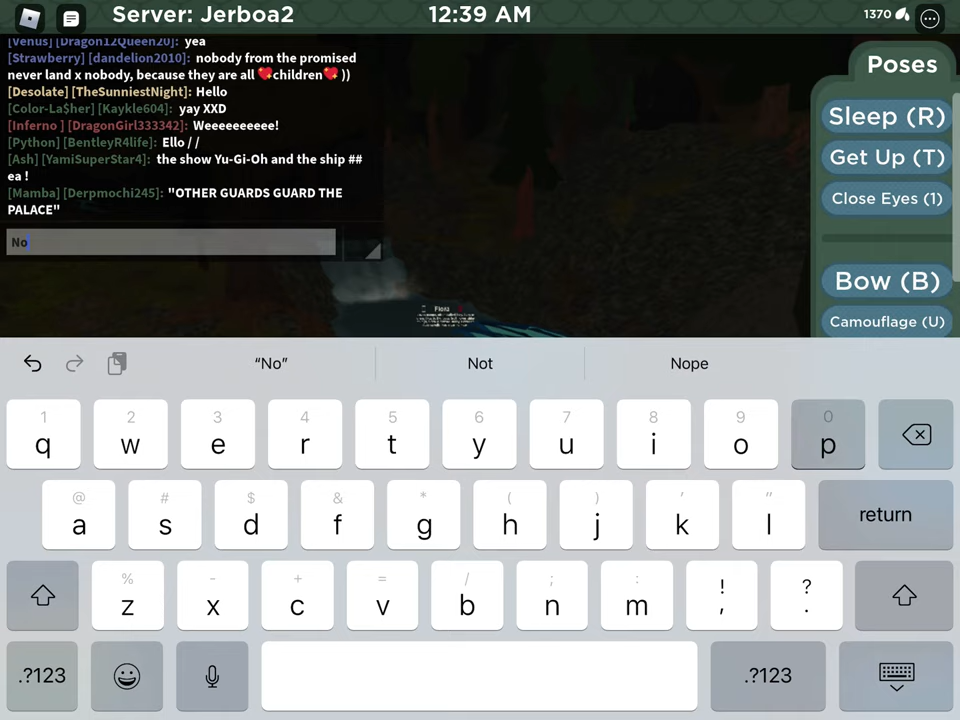 Server: Jerboa2
12:39 AM
1370
[Venus] [Dragon12Queen20]: yea
[Strawberry] [dandelion2010]: nobody from the promised
never land x nobody, because they are all 💖children💖 ))
[Desolate] [TheSunniestNight]: Hello
[Color-La$her] [Kaykle604]: yay XXD
[Inferno ] [DragonGirl333342]: Weeeeeeeee!
[Python] [BentleyR4life]: Ello / /
[Ash] [YamiSuperStar4]: the show Yu-Gi-Oh and the ship ##
ea !
[Mamba] [Derpmochi245]: "OTHER GUARDS GUARD THE
PALACE"
No
Poses
Sleep (R)
Get Up (T)
Close Eyes (1)
Bow (B)
Camouflage (U)
Fiora
“No” Not Nope
1 2 3 4 5 6 7 8 9 0
q w e r t y u i o p
@ # $ & * ( ) ' "
a s d f g h j k l return
% - + = / ; : ! ?
z x c v b n m , .
.?123 .?123